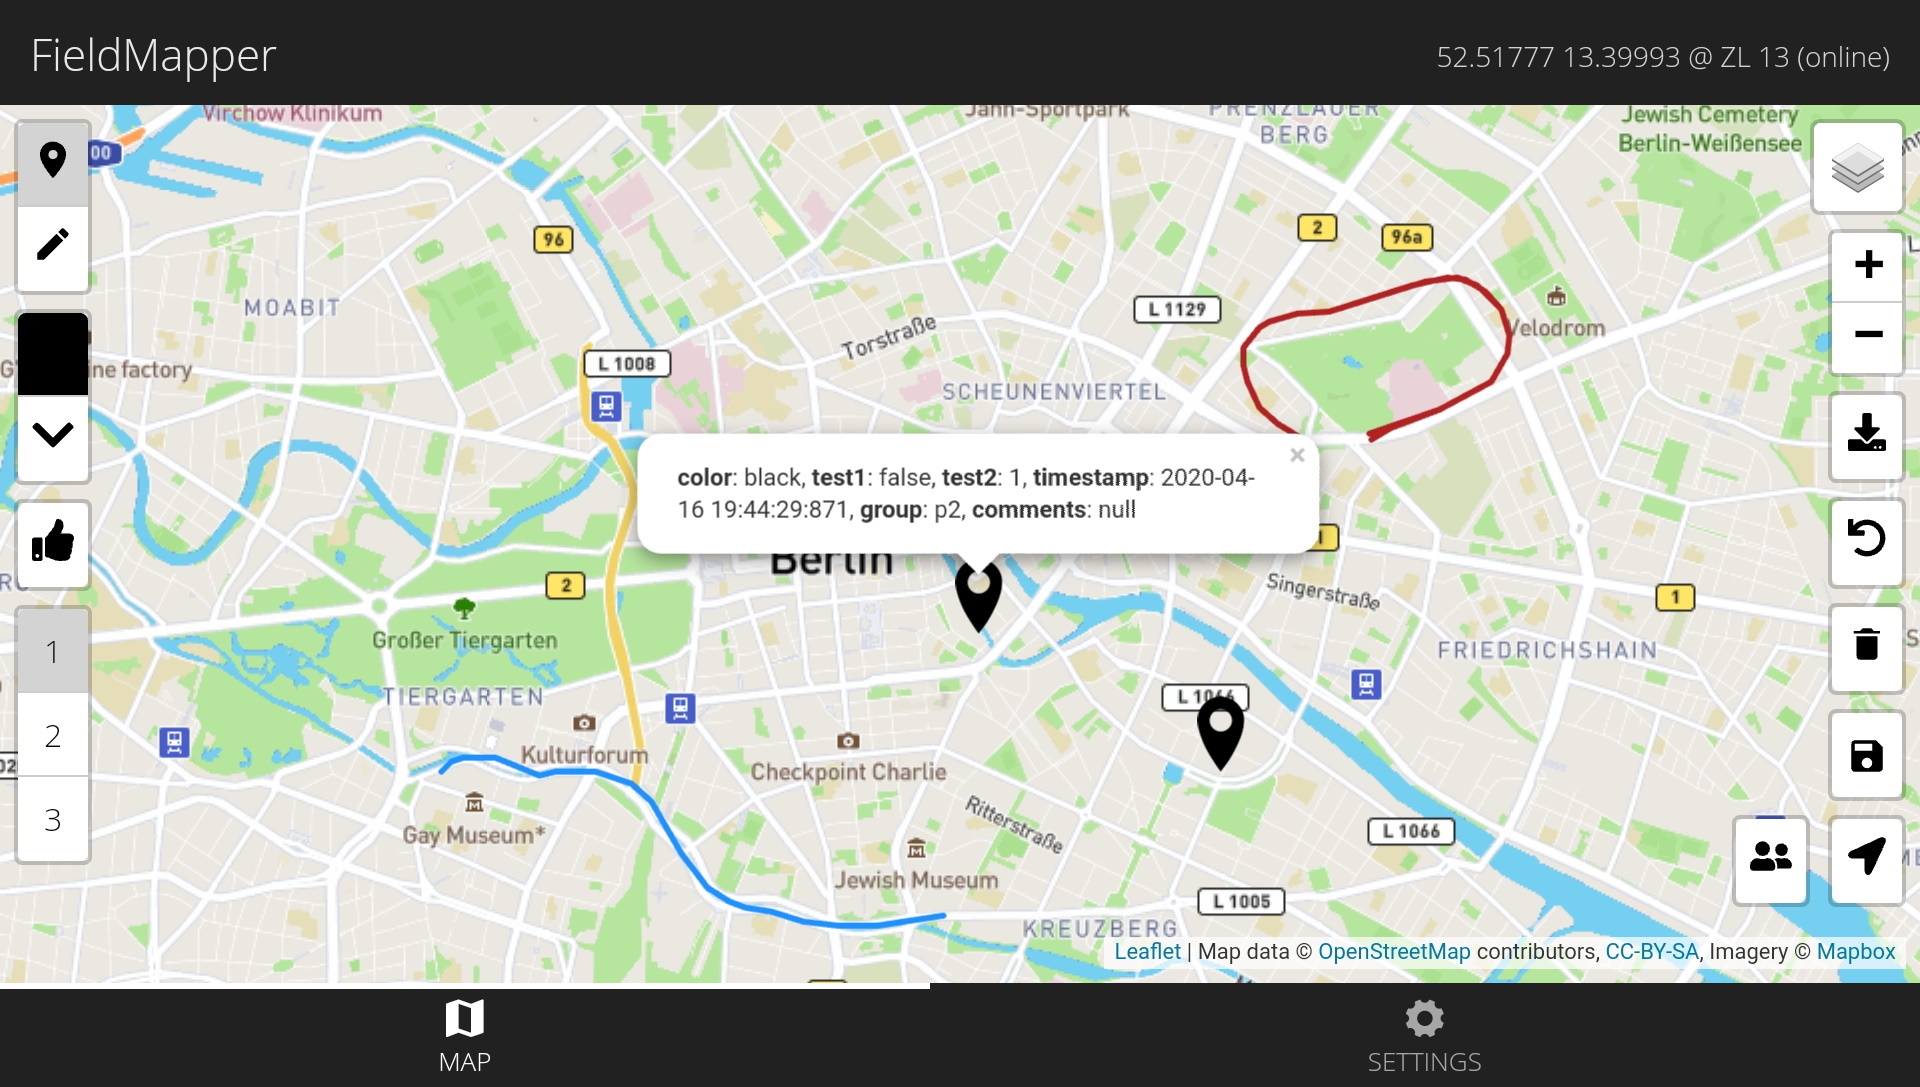 FieldMapper
52.51777 13.39993 @ ZL 13 (online)
Virchow Klinikum
Jahn-Sportpark
PRENZLAUER
BERG
Jewish Cemetery
Berlin-Weißensee
00
96
2
96a
MOABIT
L 1129
Velodrom
Torstraße
L 1008
ine factory
SCHEUNENVIERTEL
color: black, test1: false, test2: 1, timestamp: 2020-04-
16 19:44:29:871, group: p2, comments: null
×
1
Berlin
2
Singerstraße
1
Großer Tiergarten
FRIEDRICHSHAIN
1
2
3
TIERGARTEN
L 1066
Kulturforum
Checkpoint Charlie
Ritterstraße
Gay Museum*
L 1066
Jewish Museum
L 1005
KREUZBERG
Leaflet | Map data © OpenStreetMap contributors, CC-BY-SA, Imagery © Mapbox
MAP
SETTINGS